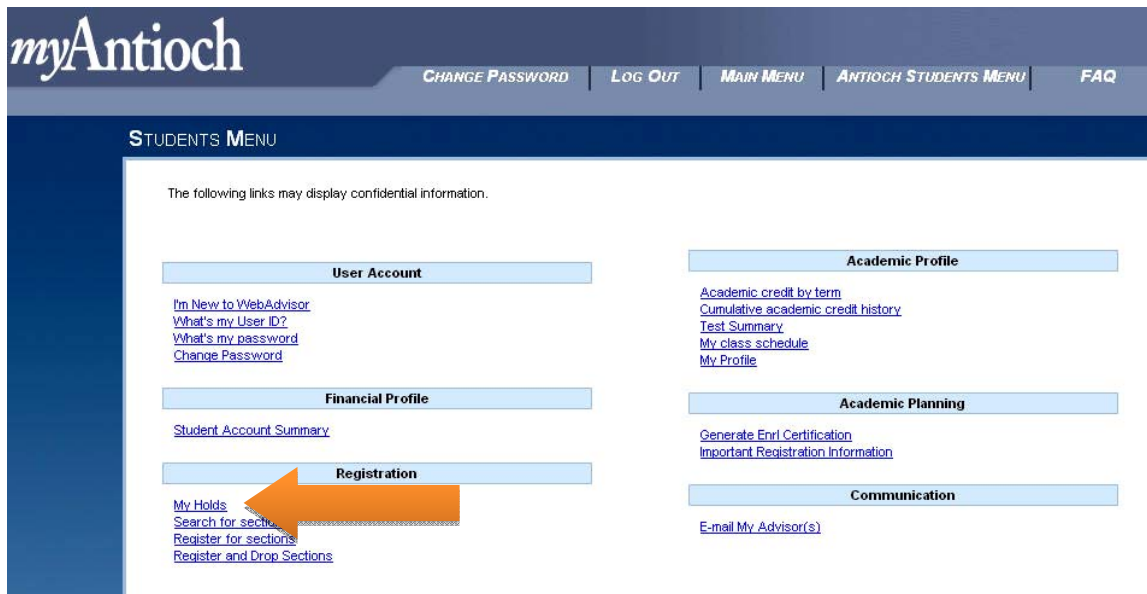 myAntioch
CHANGE PASSWORD LOG OUT MAIN MENU ANTIOCH STUDENTS MENU FAQ
STUDENTS MENU
The following links may display confidential information.
User Account
I'm New to WebAdvisor
What's my User ID?
What's my password
Change Password
Financial Profile
Student Account Summary
Registration
My Holds
Search for
Register for sections
Register and Drop Sections
Academic Profile
Academic credit by term
Cumulative academic credit history
Test Summary
My class schedule
My Profile
Academic Planning
Generate Enrl Certification
Important Registration Information
Communication
E-mail My Advisor(s)